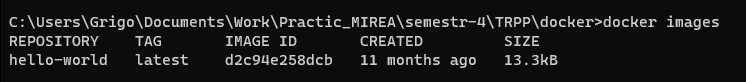 C:\Users\Grigo\Documents\Work\Practic_MIREA\semestr-4\TRPP\docker>docker images
REPOSITORY    TAG       IMAGE ID       CREATED         SIZE
hello-world   latest    d2c94e258dcb   11 months ago   13.3kB